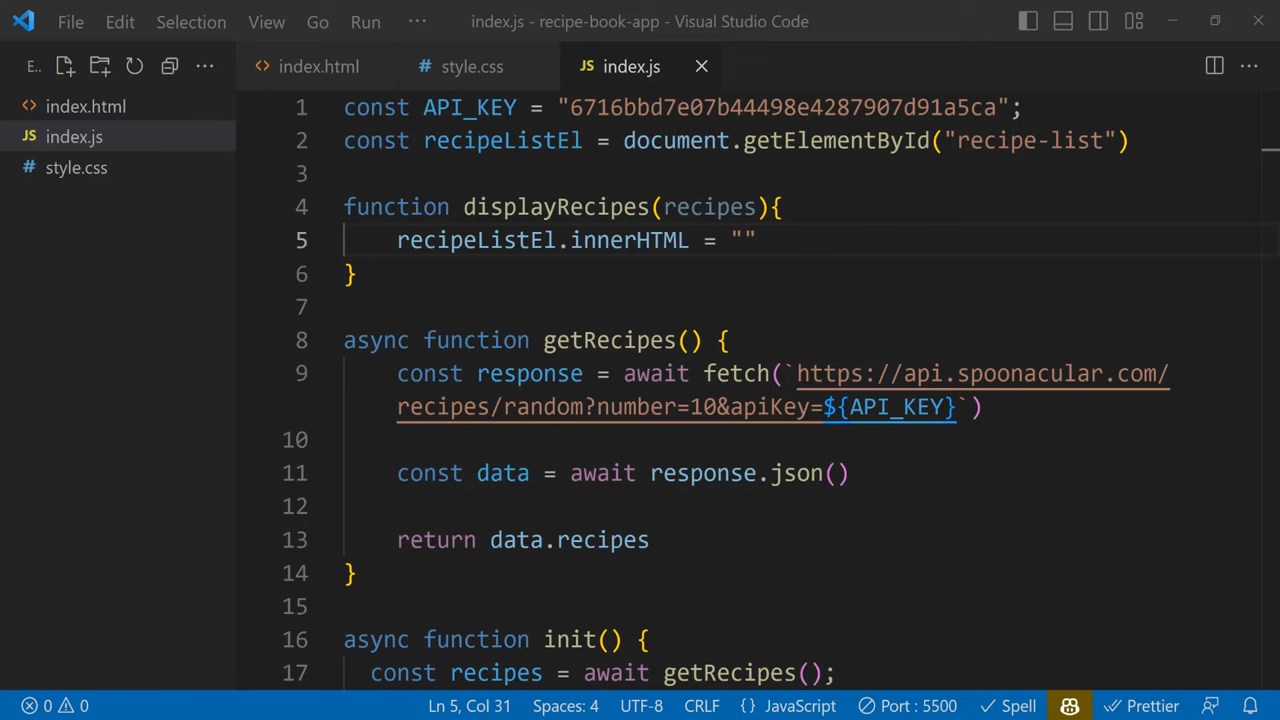 File Edit Selection View Go Run ··· index.js - recipe-book-app - Visual Studio Code
E..
index.html
JS index.js
# style.css
index.html # style.css JS index.js
1 const API_KEY = "6716bbd7e07b44498e4287907d91a5ca";
2 const recipeListEl = document.getElementById("recipe-list")
3
4 function displayRecipes(recipes){
5 recipeListEl.innerHTML = ""
6 }
7
8 async function getRecipes() {
9 const response = await fetch(`https://api.spoonacular.com/
recipes/random?number=10&apiKey=${API_KEY}`)
10
11 const data = await response.json()
12
13 return data.recipes
14 }
15
16 async function init() {
17 const recipes = await getRecipes();
0 0 Ln 5, Col 31 Spaces: 4 UTF-8 CRLF {} JavaScript Port : 5500 Spell Prettier